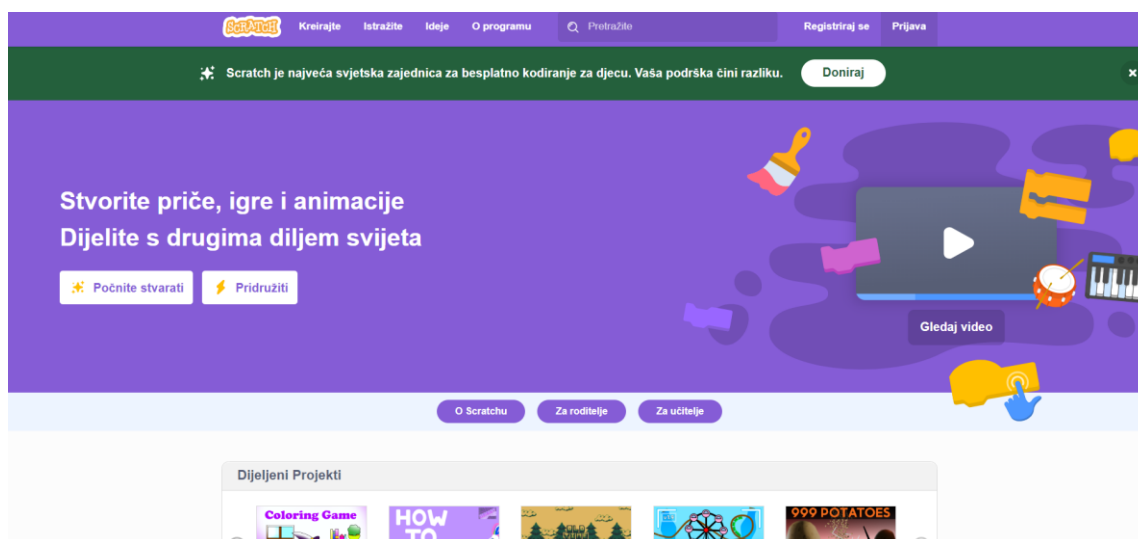 SCRATCH Kreirajte Istražite Ideje O programu Pretražite Registriraj se Prijava
Scratch je najveća svjetska zajednica za besplatno kodiranje za djecu. Vaša podrška čini razliku. Doniraj
Stvorite priče, igre i animacije
Dijelite s drugima diljem svijeta
Počnite stvarati Pridružiti
Gledaj video
O Scratchu Za roditelje Za učitelje
Dijeljeni Projekti
Coloring Game HOW TO 999 POTATOES